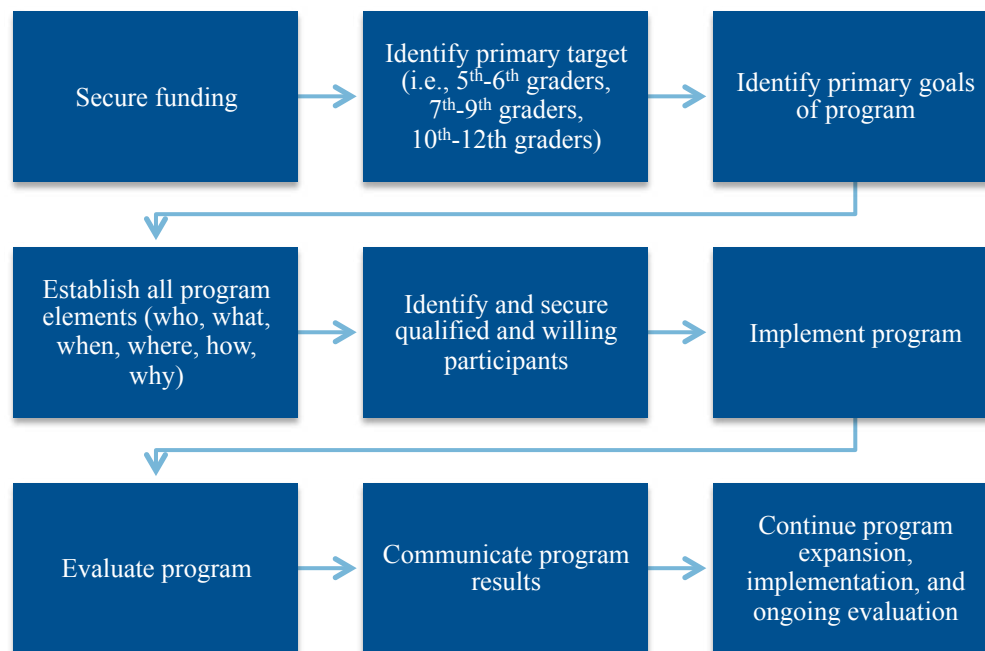 Secure funding
Identify primary target
(i.e., 5th-6th graders,
7th-9th graders,
10th-12th graders)
Identify primary goals
of program
Establish all program
elements (who, what,
when, where, how,
why)
Identify and secure
qualified and willing
participants
Implement program
Evaluate program
Communicate program
results
Continue program
expansion,
implementation, and
ongoing evaluation